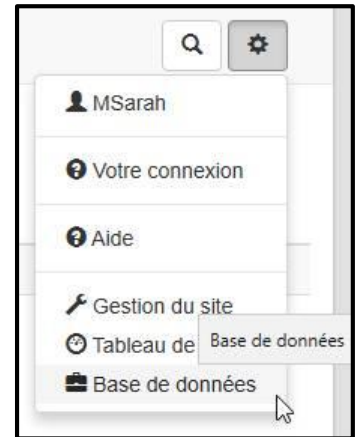 MSarah
Votre connexion
Aide
Gestion du site
Tableau de
Base de données
Base de données